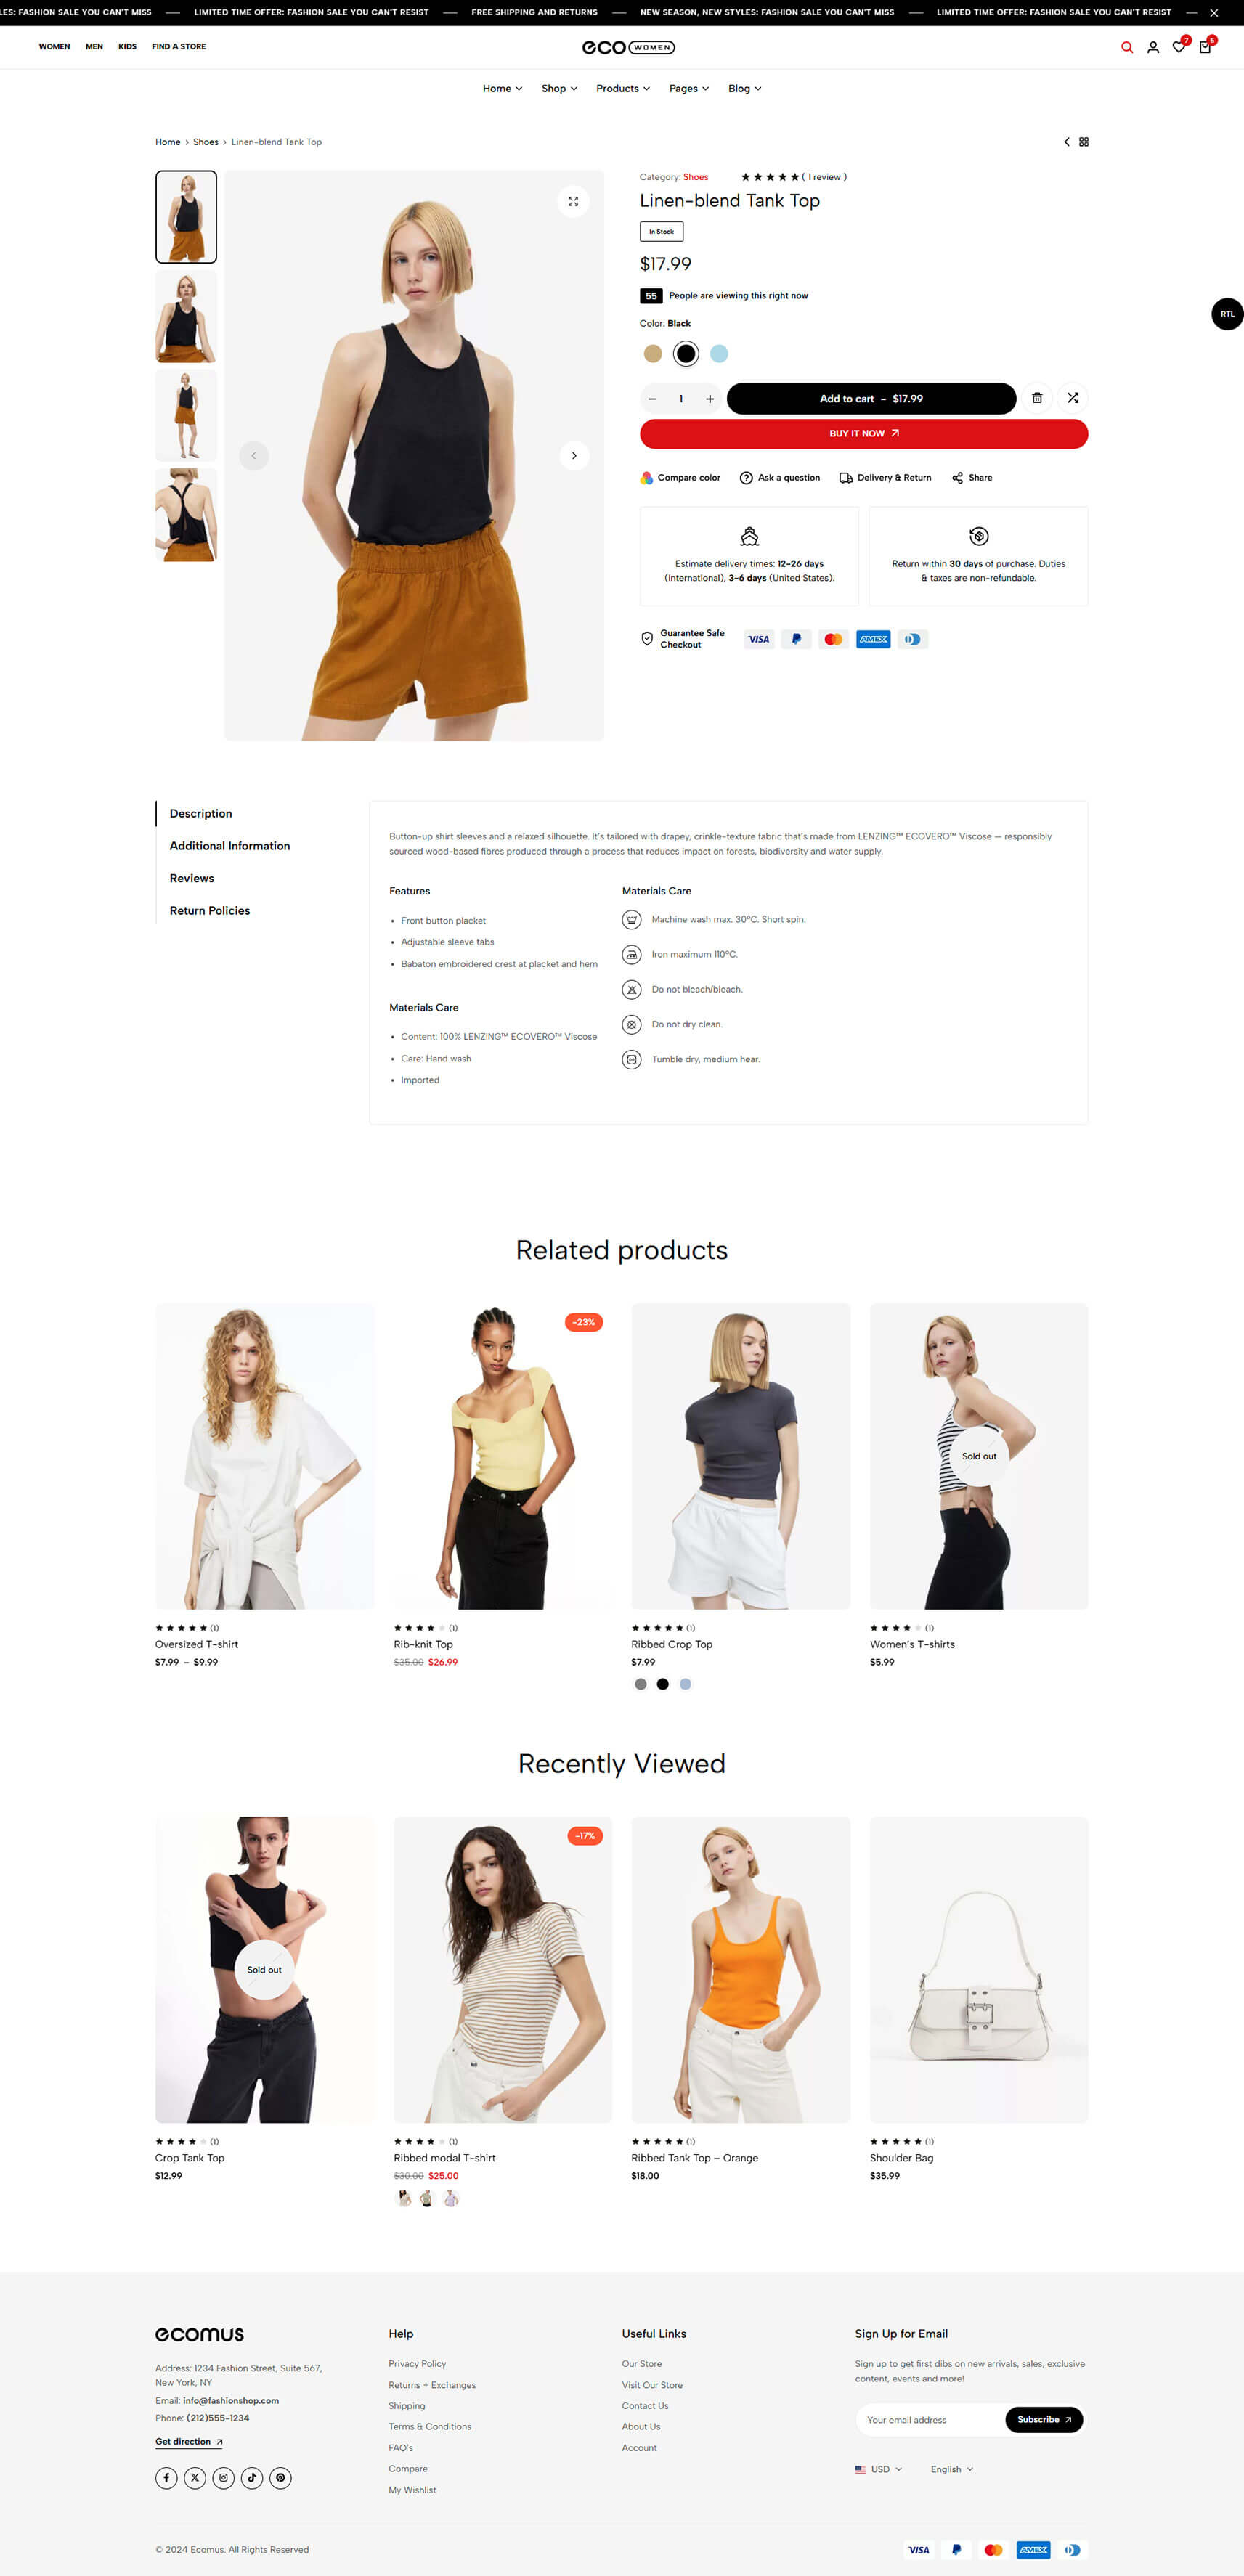 LES: FASHION SALE YOU CAN'T MISS — LIMITED TIME OFFER: FASHION SALE YOU CAN'T RESIST — FREE SHIPPING AND RETURNS — NEW SEASON, NEW STYLES: FASHION SALE YOU CAN'T MISS — LIMITED TIME OFFER: FASHION SALE YOU CAN'T RESIST —
WOMEN MEN KIDS FIND A STORE
eco WOMEN
7 5
Home Shop Products Pages Blog
Home > Shoes > Linen-blend Tank Top
Category: Shoes ( 1 review )
Linen-blend Tank Top
In Stock
$17.99
55 People are viewing this right now
RTL
Color: Black
1 Add to cart - $17.99
BUY IT NOW
Compare color Ask a question Delivery & Return Share
Estimate delivery times: 12-26 days
(International), 3-6 days (United States).
Return within 30 days of purchase. Duties
& taxes are non-refundable.
Guarantee Safe
Checkout
VISA AMEX
Description
Additional Information
Reviews
Return Policies
Button-up shirt sleeves and a relaxed silhouette. It's tailored with drapey, crinkle-texture fabric that's made from LENZING™ ECOVERO™ Viscose — responsibly
sourced wood-based fibres produced through a process that reduces impact on forests, biodiversity and water supply.
Features
Front button placket
Adjustable sleeve tabs
Babaton embroidered crest at placket and hem
Materials Care
Content: 100% LENZING™ ECOVERO™ Viscose
Care: Hand wash
Imported
Materials Care
Machine wash max. 30ºC. Short spin.
Iron maximum 110ºC.
Do not bleach/bleach.
Do not dry clean.
Tumble dry, medium hear.
Related products
-23%
Sold out
(1)
Oversized T-shirt
$7.99 – $9.99
(1)
Rib-knit Top
$35.00 $26.99
(1)
Ribbed Crop Top
$7.99
(1)
Women's T-shirts
$5.99
Recently Viewed
Sold out
-17%
(1)
Crop Tank Top
$12.99
(1)
Ribbed modal T-shirt
$30.00 $25.00
(1)
Ribbed Tank Top – Orange
$18.00
(1)
Shoulder Bag
$35.99
ecomus
Address: 1234 Fashion Street, Suite 567,
New York, NY
Email: info@fashionshop.com
Phone: (212)555-1234
Get direction
Help
Privacy Policy
Returns + Exchanges
Shipping
Terms & Conditions
FAQ's
Compare
My Wishlist
Useful Links
Our Store
Visit Our Store
Contact Us
About Us
Account
Sign Up for Email
Sign up to get first dibs on new arrivals, sales, exclusive
content, events and more!
Your email address Subscribe
USD English
© 2024 Ecomus. All Rights Reserved
VISA AMEX